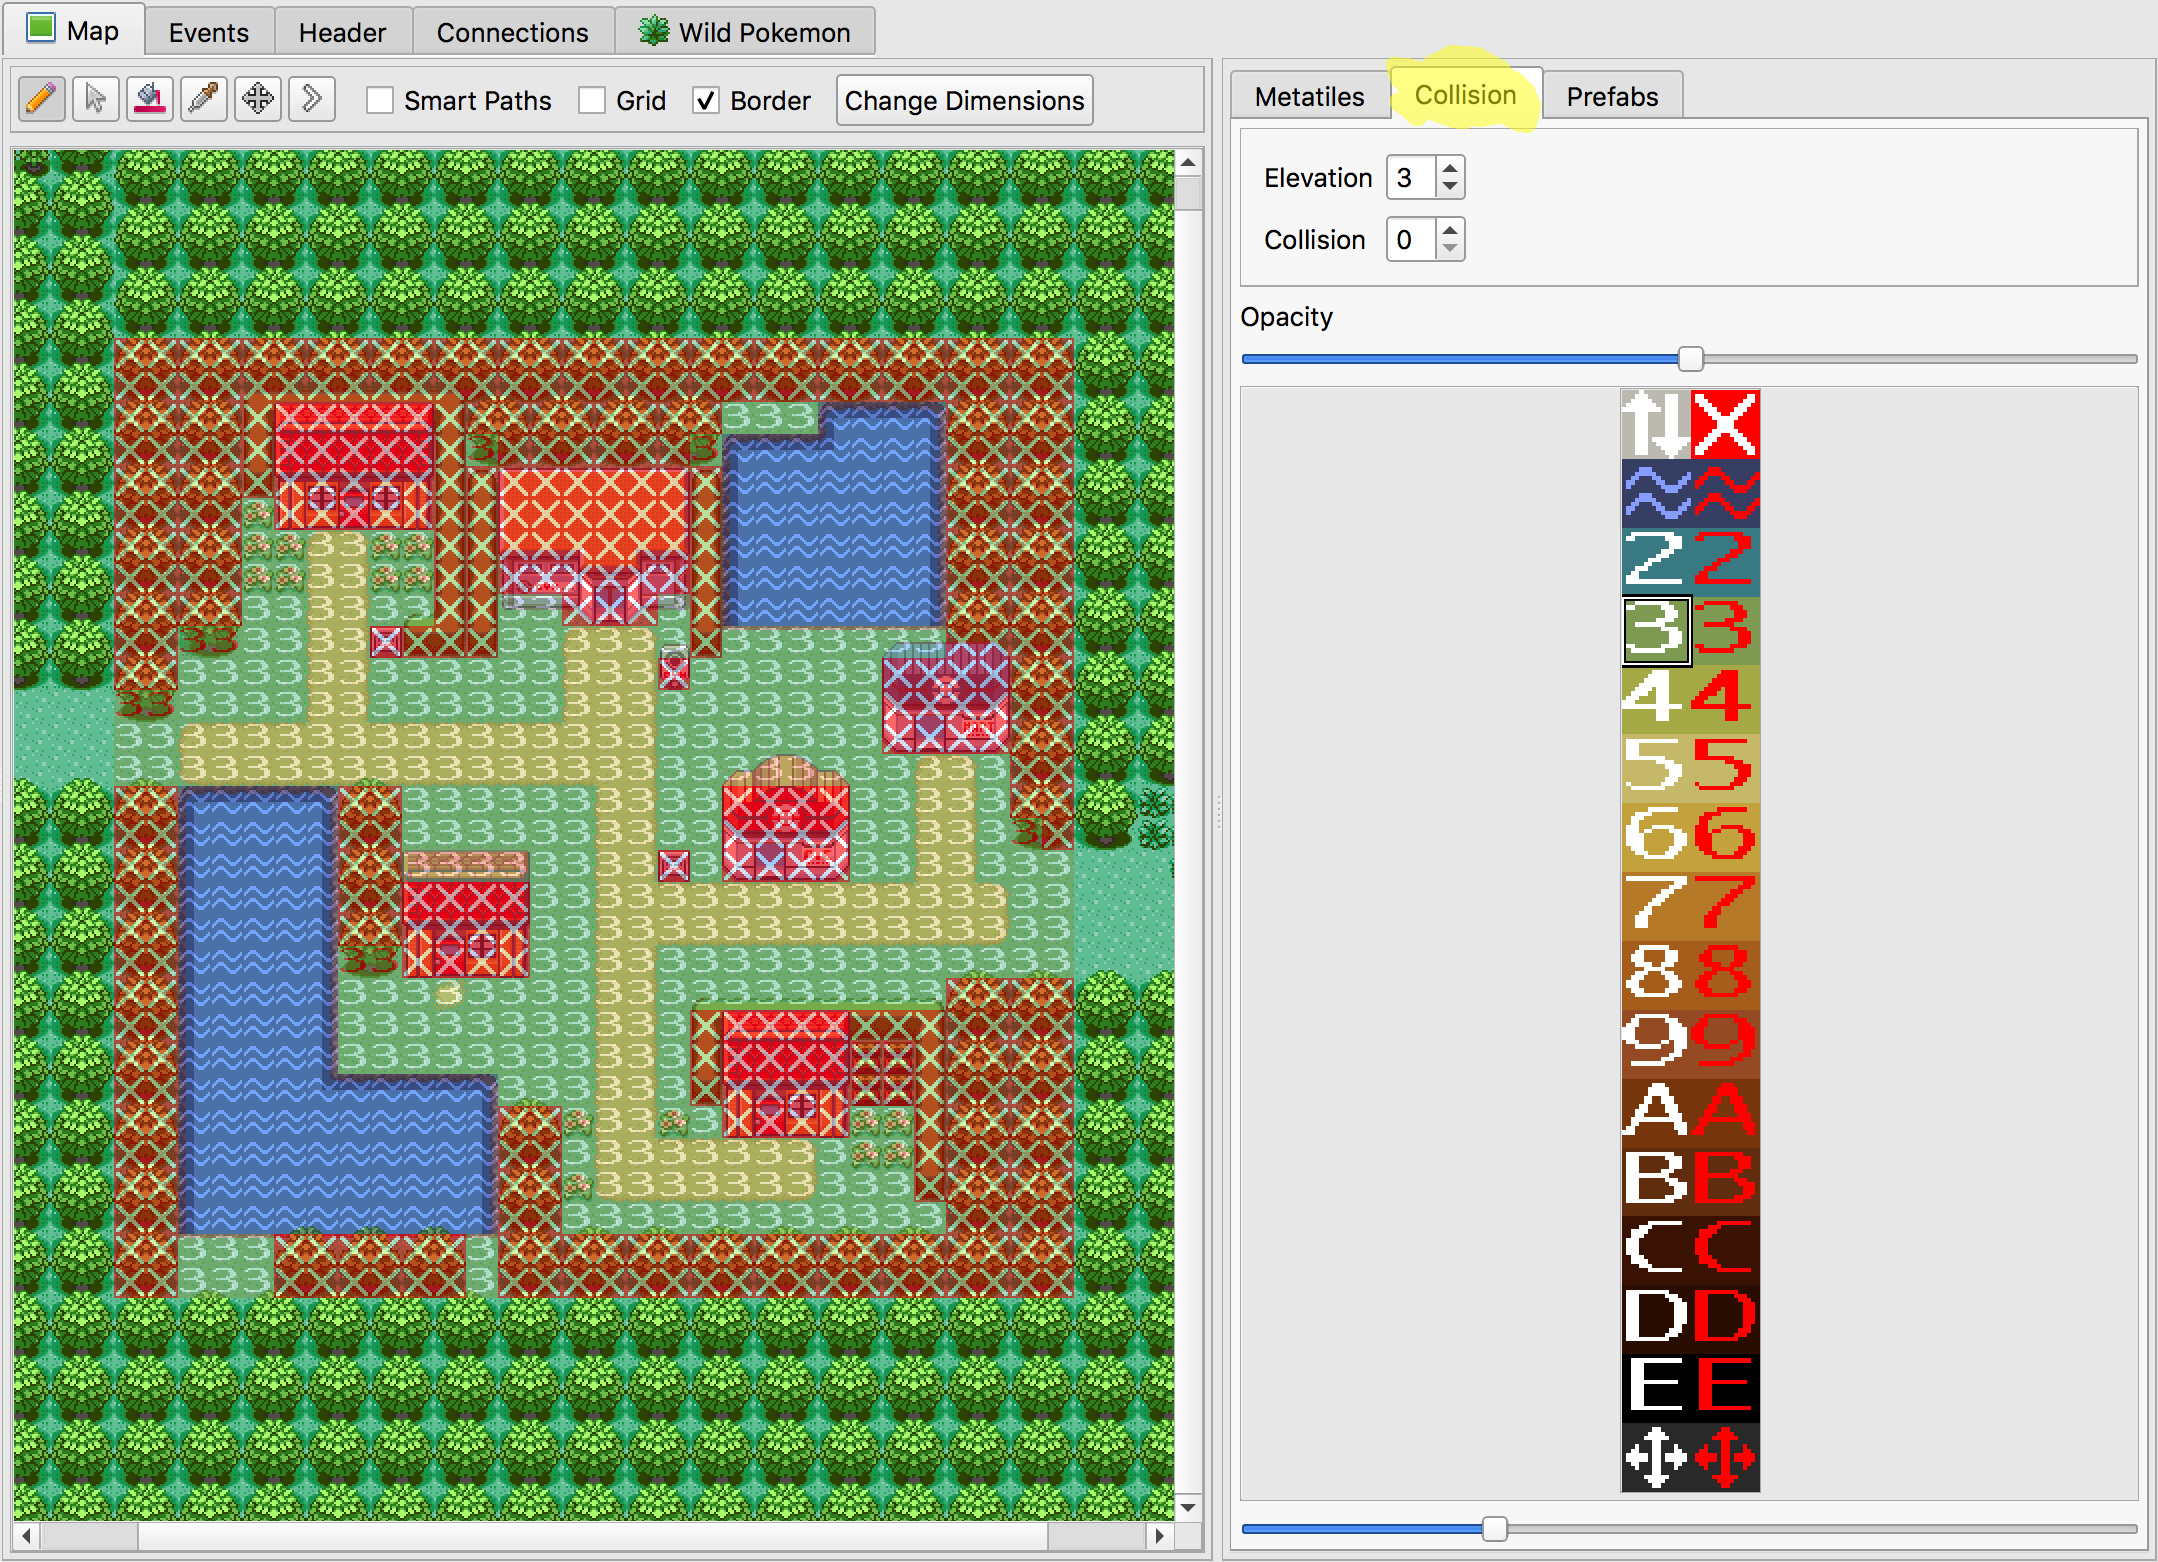 Map Events Header Connections Wild Pokemon
Smart Paths Grid Border Change Dimensions
Metatiles Collision Prefabs
Elevation 3
Collision 0
Opacity
2 2
3 3
4 4
5 5
6 6
7 7
8 8
9 9
A A
B B
C C
D D
E E